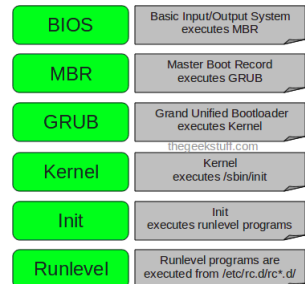 BIOS
Basic Input/Output System
executes MBR
MBR
Master Boot Record
executes GRUB
GRUB
Grand Unified Bootloader
executes Kernel
thegeekstuff.com
Kernel
Kernel
executes /sbin/init
Init
Init
executes runlevel programs
Runlevel
Runlevel programs are
executed from /etc/rc.d/rc*.d/